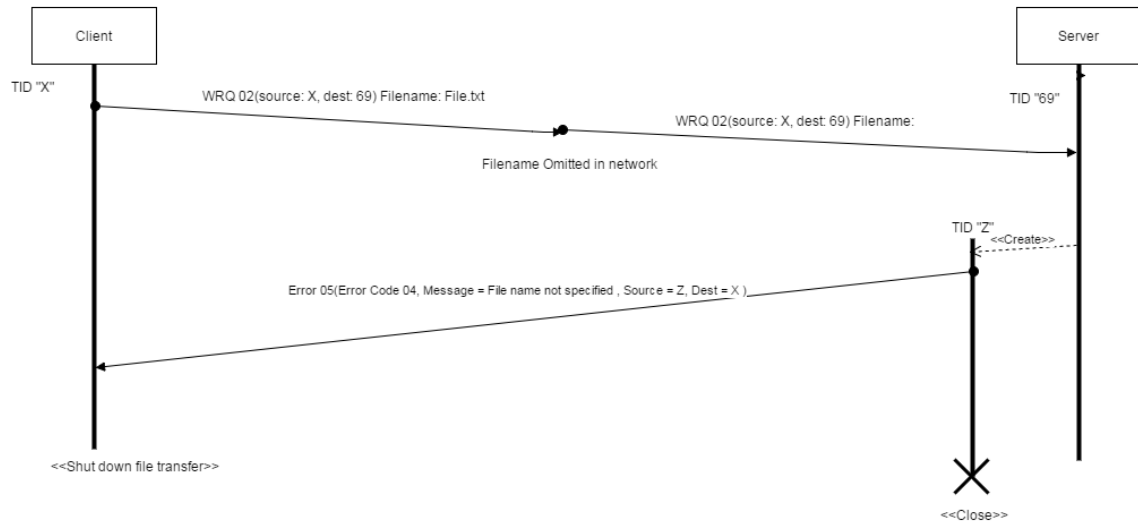 Client
Server
TID "X"
TID "69"
WRQ 02(source: X, dest: 69) Filename: File.txt
WRQ 02(source: X, dest: 69) Filename:
Filename Omitted in network
TID "Z"
<<Create>>
Error 05(Error Code 04, Message = File name not specified , Source = Z, Dest = X )
<<Shut down file transfer>>
<<Close>>